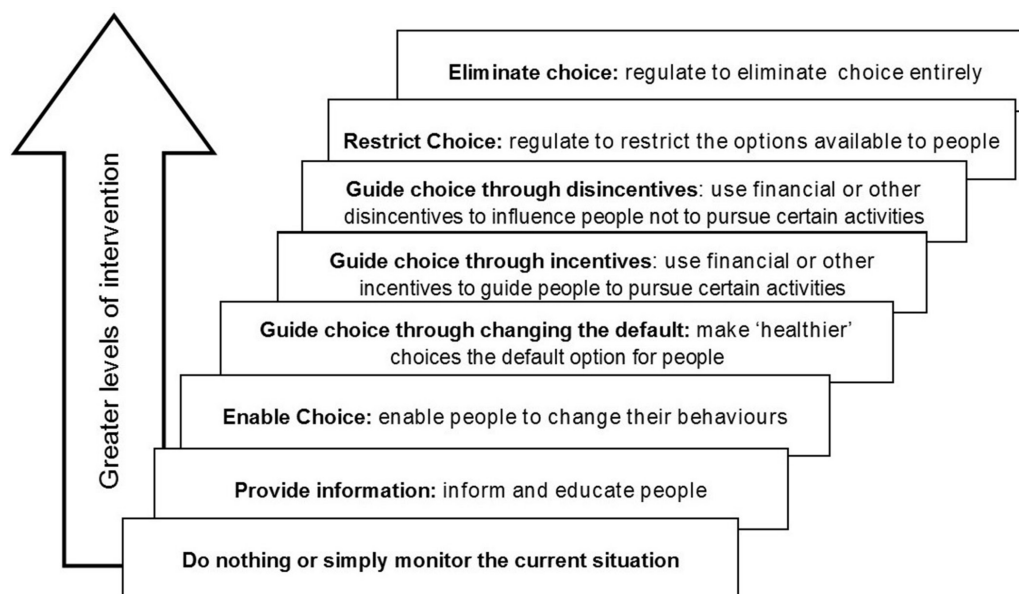 Greater levels of intervention
Eliminate choice: regulate to eliminate choice entirely
Restrict Choice: regulate to restrict the options available to people
Guide choice through disincentives: use financial or other
disincentives to influence people not to pursue certain activities
Guide choice through incentives: use financial or other
incentives to guide people to pursue certain activities
Guide choice through changing the default: make ‘healthier’
choices the default option for people
Enable Choice: enable people to change their behaviours
Provide information: inform and educate people
Do nothing or simply monitor the current situation